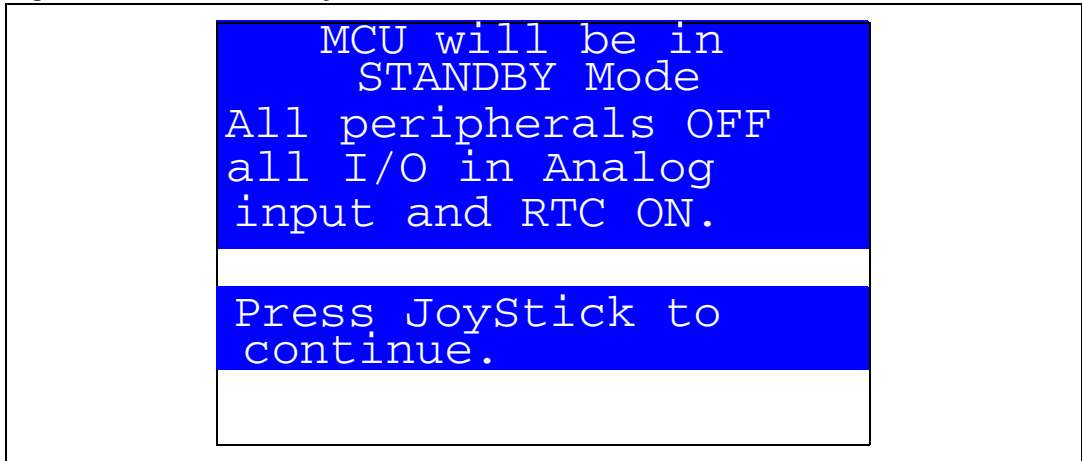 MCU will be in
STANDBY Mode
All peripherals OFF
all I/O in Analog
input and RTC ON.
Press JoyStick to
continue.